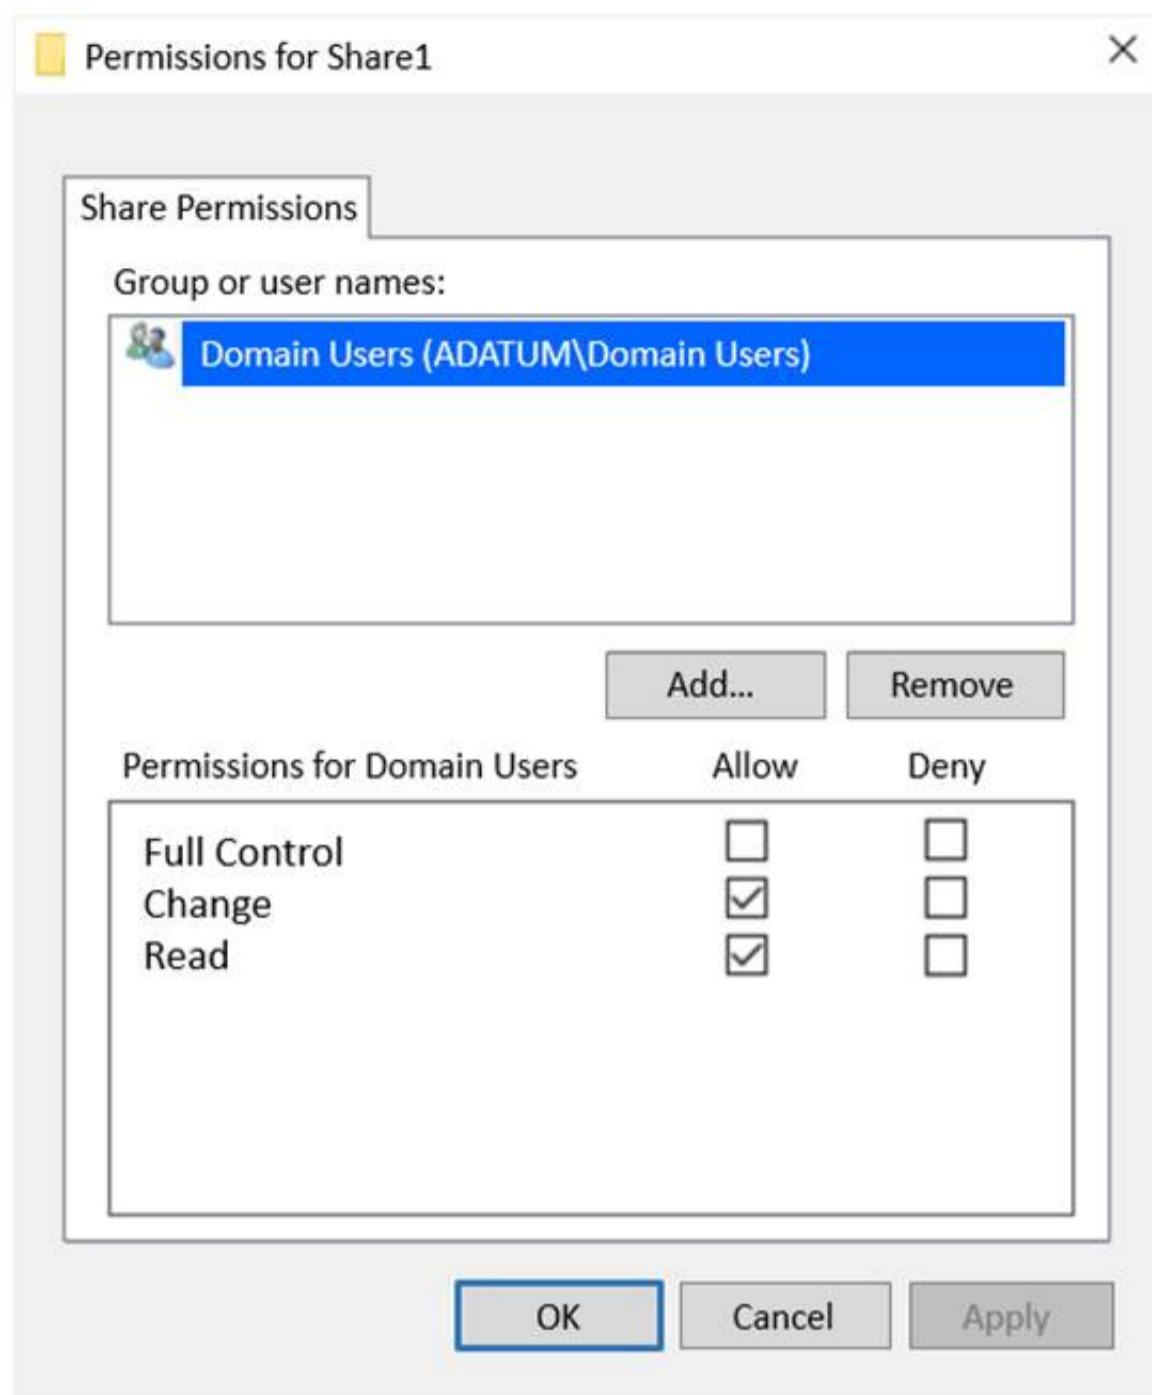 Permissions for Share1
Share Permissions
Group or user names:
Domain Users (ADATUM\Domain Users)
Add... Remove
Permissions for Domain Users Allow Deny
Full Control
Change
Read
OK Cancel Apply